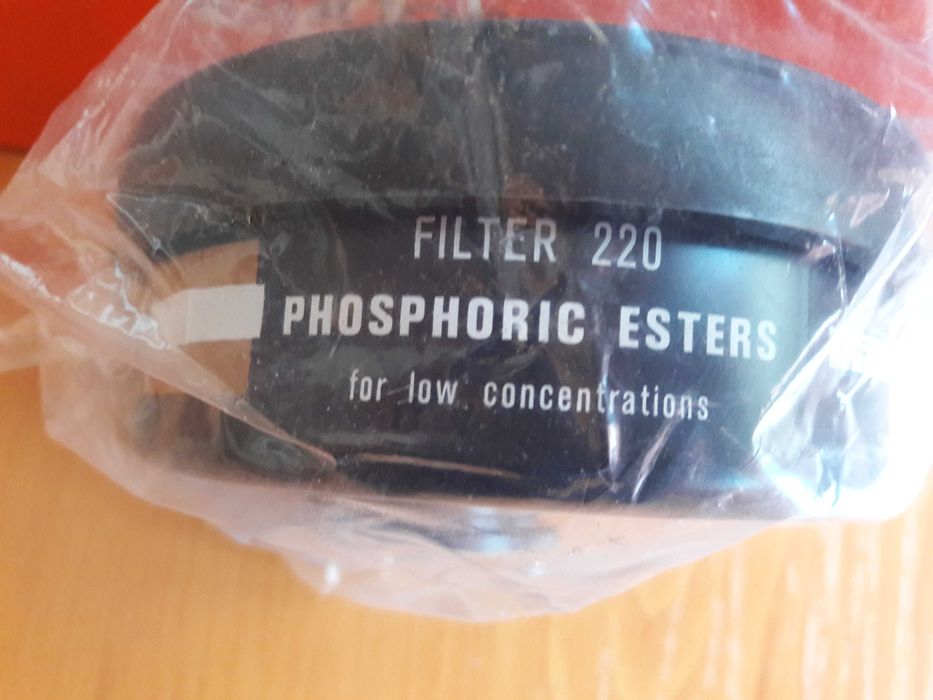 FILTER 220
PHOSPHORIC ESTERS
for low concentrations